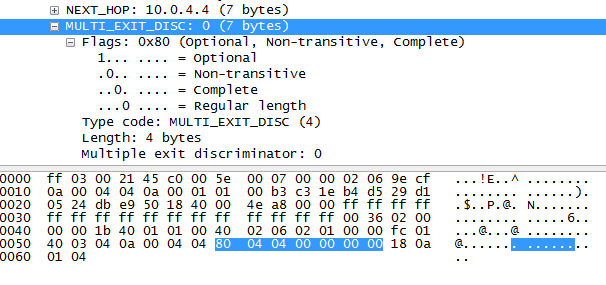 NEXT_HOP: 10.0.4.4 (7 bytes)
MULTI_EXIT_DISC: 0 (7 bytes)
Flags: 0x80 (Optional, Non-transitive, Complete)
1... .... = Optional
.0.. .... = Non-transitive
..0. .... = Complete
...0 .... = Regular length
Type code: MULTI_EXIT_DISC (4)
Length: 4 bytes
Multiple exit discriminator: 0
0000 ff 03 00 21 45 c0 00 5e 00 07 00 00 02 06 9e cf ...!E..^ ........
0010 0a 00 04 04 0a 00 01 01 00 b3 c3 1e b4 d5 29 d1 ........ ......).
0020 05 24 db e9 50 18 40 00 4e a8 00 00 ff ff ff ff .$..P.@. N.......
0030 ff ff ff ff ff ff ff ff ff ff ff ff 00 36 02 00 ........ .....6..
0040 00 00 1b 40 01 01 00 40 02 06 02 01 00 00 fc 01 ...@...@ ........
0050 40 03 04 0a 00 04 04 80 04 04 00 00 00 00 18 0a @....... ........
0060 01 04 ..